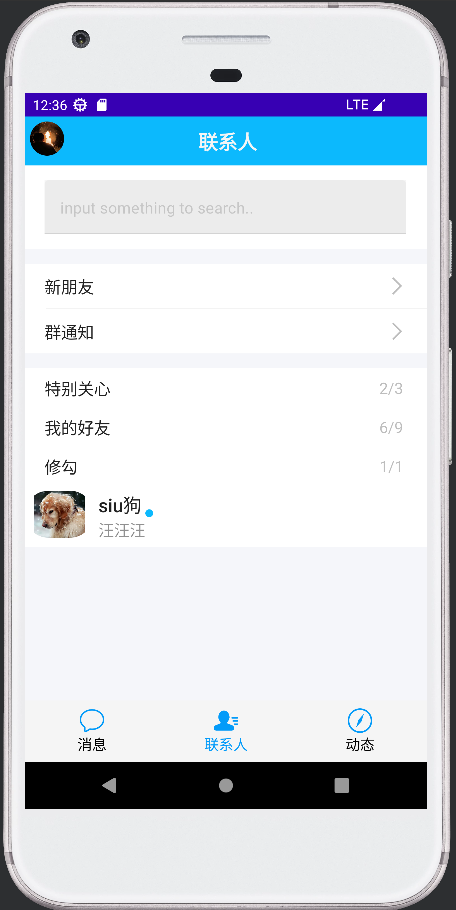 12:36 LTE
联系人
input something to search..
新朋友
群通知
特别关心 2/3
我的好友 6/9
修勾 1/1
siu狗
汪汪汪
消息 联系人 动态